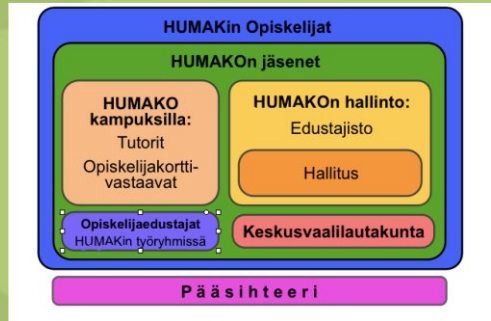 HUMAKin Opiskelijat
HUMAKOn jäsenet
HUMAKO
kampuksilla:
Tutorit
Opiskelijakortti-
vastaavat
HUMAKOn hallinto:
Edustajisto
Hallitus
Opiskelijaedustajat
HUMAKin työryhmissä
Keskusvaalilautakunta
Pääsihteeri